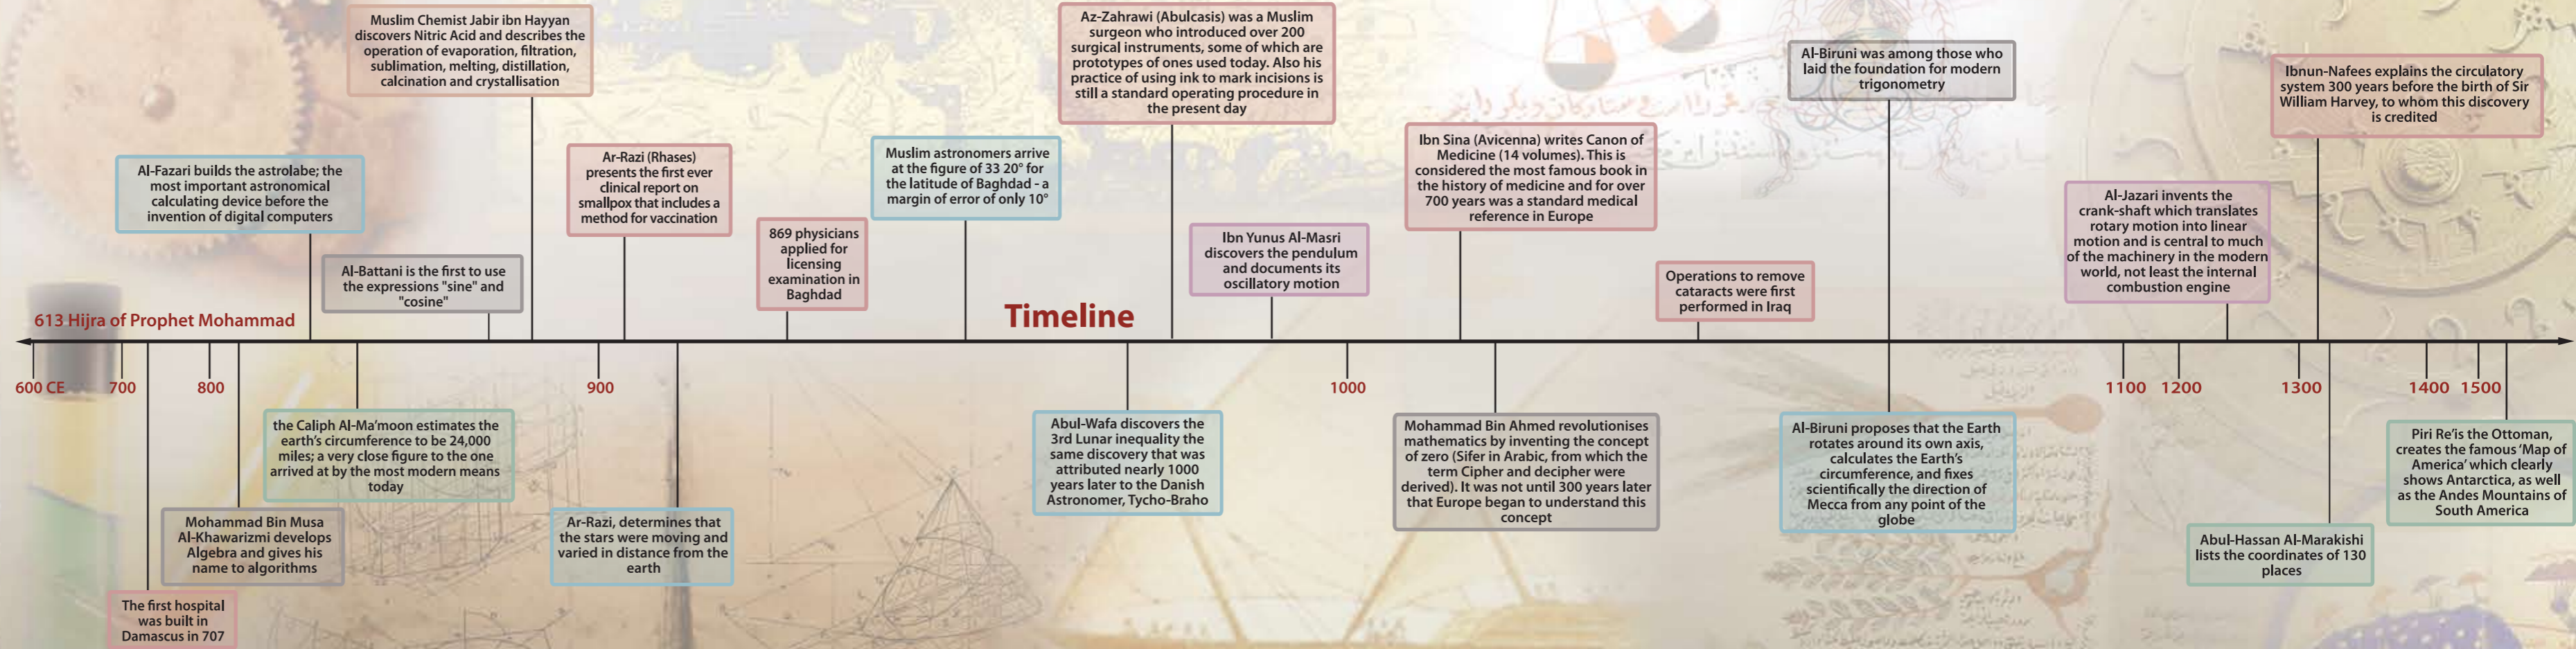 Muslim Chemist Jabir ibn Hayyan
discovers Nitric Acid and describes the
operation of evaporation, filtration,
sublimation, melting, distillation,
calcination and crystallisation
Az-Zahrawi (Abulcasis) was a Muslim
surgeon who introduced over 200
surgical instruments, some of which are
prototypes of ones used today. Also his
practice of using ink to mark incisions is
still a standard operating procedure in
the present day
Al-Biruni was among those who
laid the foundation for modern
trigonometry
Ibnun-Nafees explains the circulatory
system 300 years before the birth of Sir
William Harvey, to whom this discovery
is credited
Al-Fazari builds the astrolabe; the
most important astronomical
calculating device before the
invention of digital computers
Ar-Razi (Rhases)
presents the first ever
clinical report on
smallpox that includes a
method for vaccination
Muslim astronomers arrive
at the figure of 33 20° for
the latitude of Baghdad - a
margin of error of only 10°
Ibn Sina (Avicenna) writes Canon of
Medicine (14 volumes). This is
considered the most famous book in
the history of medicine and for over
700 years was a standard medical
reference in Europe
Al-Jazari invents the
crank-shaft which translates
rotary motion into linear
motion and is central to much
of the machinery in the modern
world, not least the internal
combustion engine
869 physicians
applied for
licensing
examination in
Baghdad
Ibn Yunus Al-Masri
discovers the pendulum
and documents its
oscillatory motion
Al-Battani is the first to use
the expressions "sine" and
"cosine"
Operations to remove
cataracts were first
performed in Iraq
613 Hijra of Prophet Mohammad
Timeline
600 CE 700 800 900 1000 1100 1200 1300 1400 1500
the Caliph Al-Ma'moon estimates the
earth's circumference to be 24,000
miles; a very close figure to the one
arrived at by the most modern means
today
Abul-Wafa discovers the
3rd Lunar inequality the
same discovery that was
attributed nearly 1000
years later to the Danish
Astronomer, Tycho-Braho
Mohammad Bin Ahmed revolutionises
mathematics by inventing the concept
of zero (Sifer in Arabic, from which the
term Cipher and decipher were
derived). It was not until 300 years later
that Europe began to understand this
concept
Al-Biruni proposes that the Earth
rotates around its own axis,
calculates the Earth's
circumference, and fixes
scientifically the direction of
Mecca from any point of the
globe
Piri Re'is the Ottoman,
creates the famous 'Map of
America' which clearly
shows Antarctica, as well
as the Andes Mountains of
South America
Mohammad Bin Musa
Al-Khawarizmi develops
Algebra and gives his
name to algorithms
Ar-Razi, determines that
the stars were moving and
varied in distance from the
earth
Abul-Hassan Al-Marakishi
lists the coordinates of 130
places
The first hospital
was built in
Damascus in 707